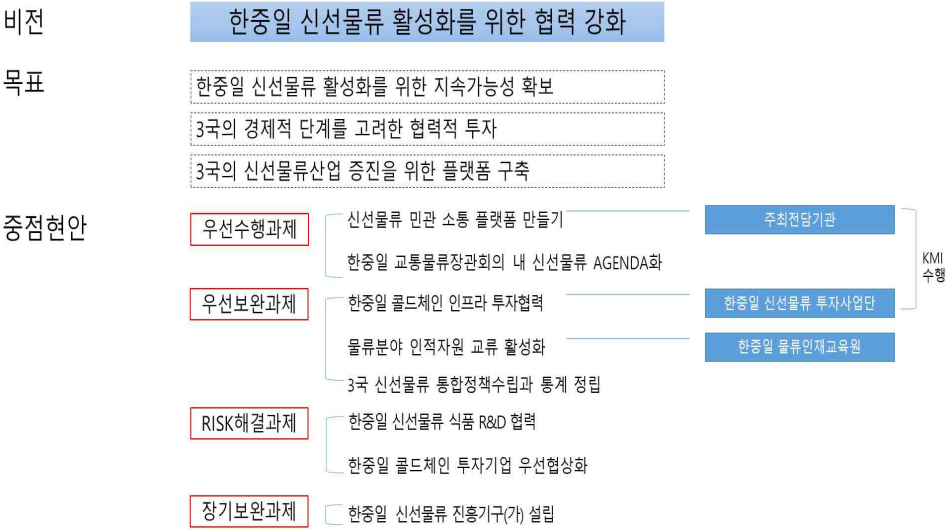 비전
한중일 신선물류 활성화를 위한 협력 강화
목표
한중일 신선물류 활성화를 위한 지속가능성 확보
3국의 경제적 단계를 고려한 협력적 투자
3국의 신선물류산업 증진을 위한 플랫폼 구축
중점현안
우선수행과제
신선물류 민관 소통 플랫폼 만들기
주최전담기관
한중일 교통물류장관회의 내 신선물류 AGENDA화
KMI
수행
우선보완과제
한중일 콜드체인 인프라 투자협력
한중일 신선물류 투자사업단
물류분야 인적자원 교류 활성화
한중일 물류인재교육원
3국 신선물류 통합정책수립과 통계 정립
RISK해결과제
한중일 신선물류 식품 R&D 협력
한중일 콜드체인 투자기업 우선협상화
장기보완과제
한중일 신선물류 진흥기구(가) 설립